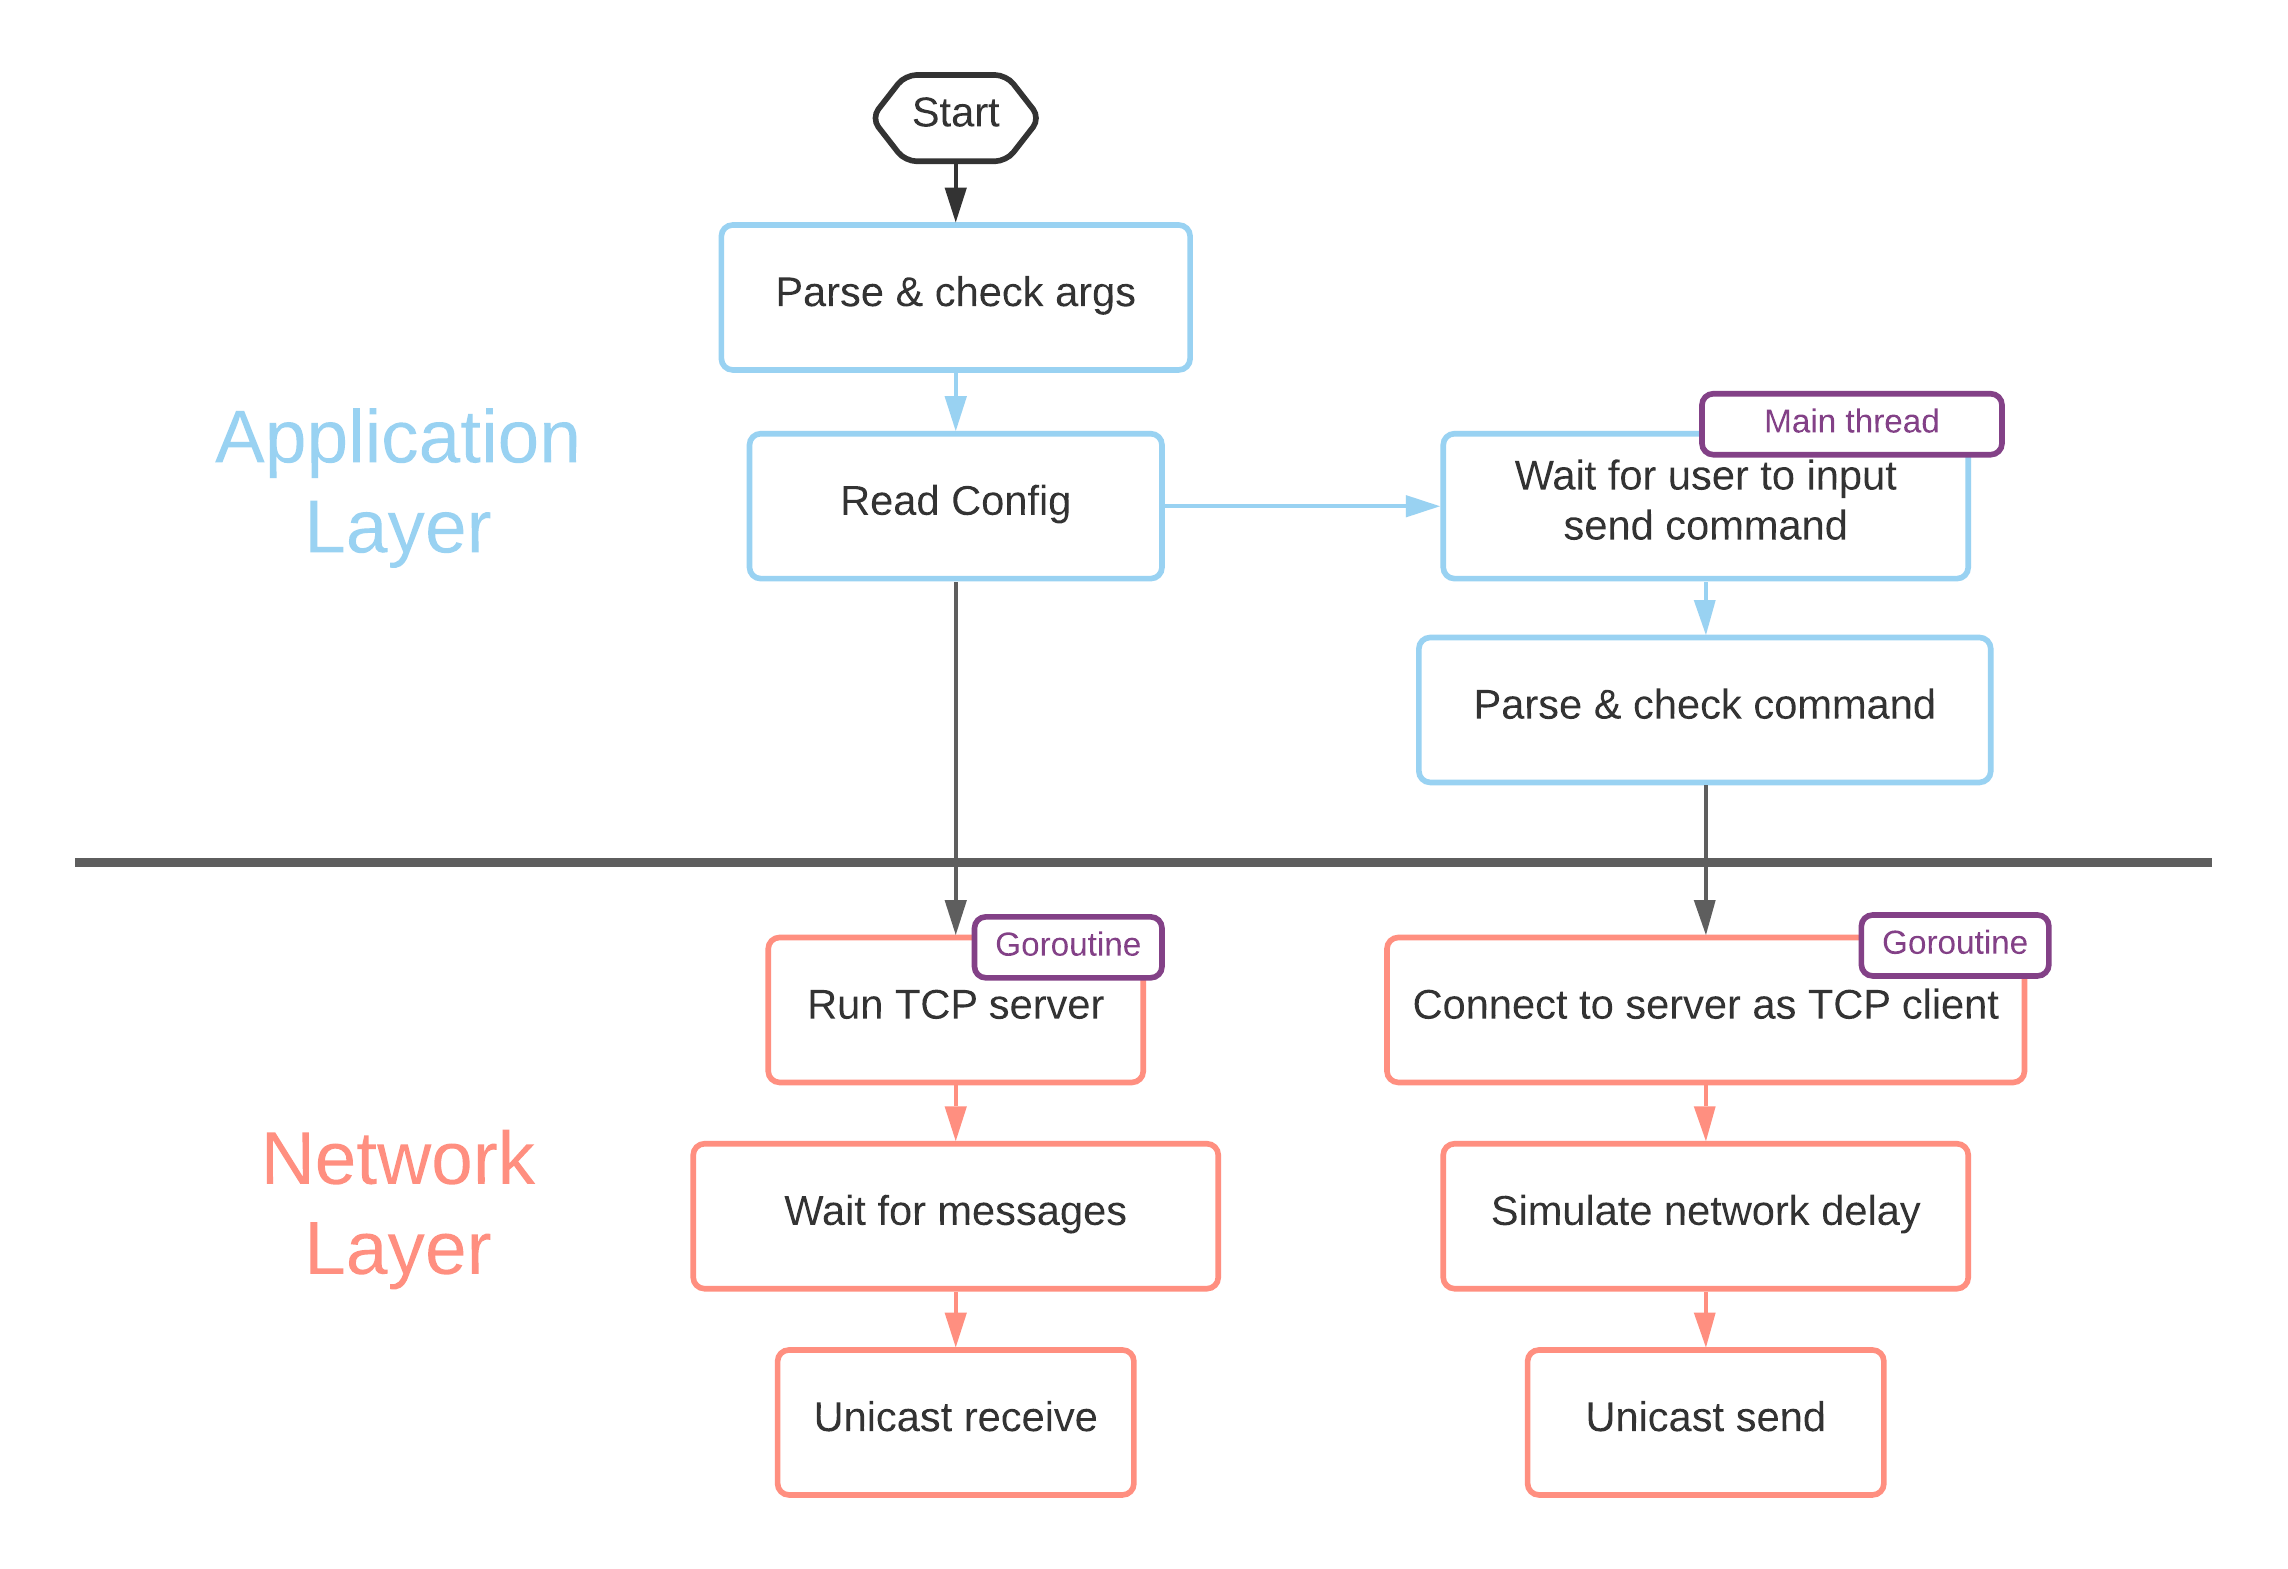 Start
Parse & check args
Application
Layer
Read Config
Main thread
Wait for user to input
send command
Parse & check command
Goroutine
Run TCP server
Goroutine
Connect to server as TCP client
Network
Layer
Wait for messages
Simulate network delay
Unicast receive
Unicast send